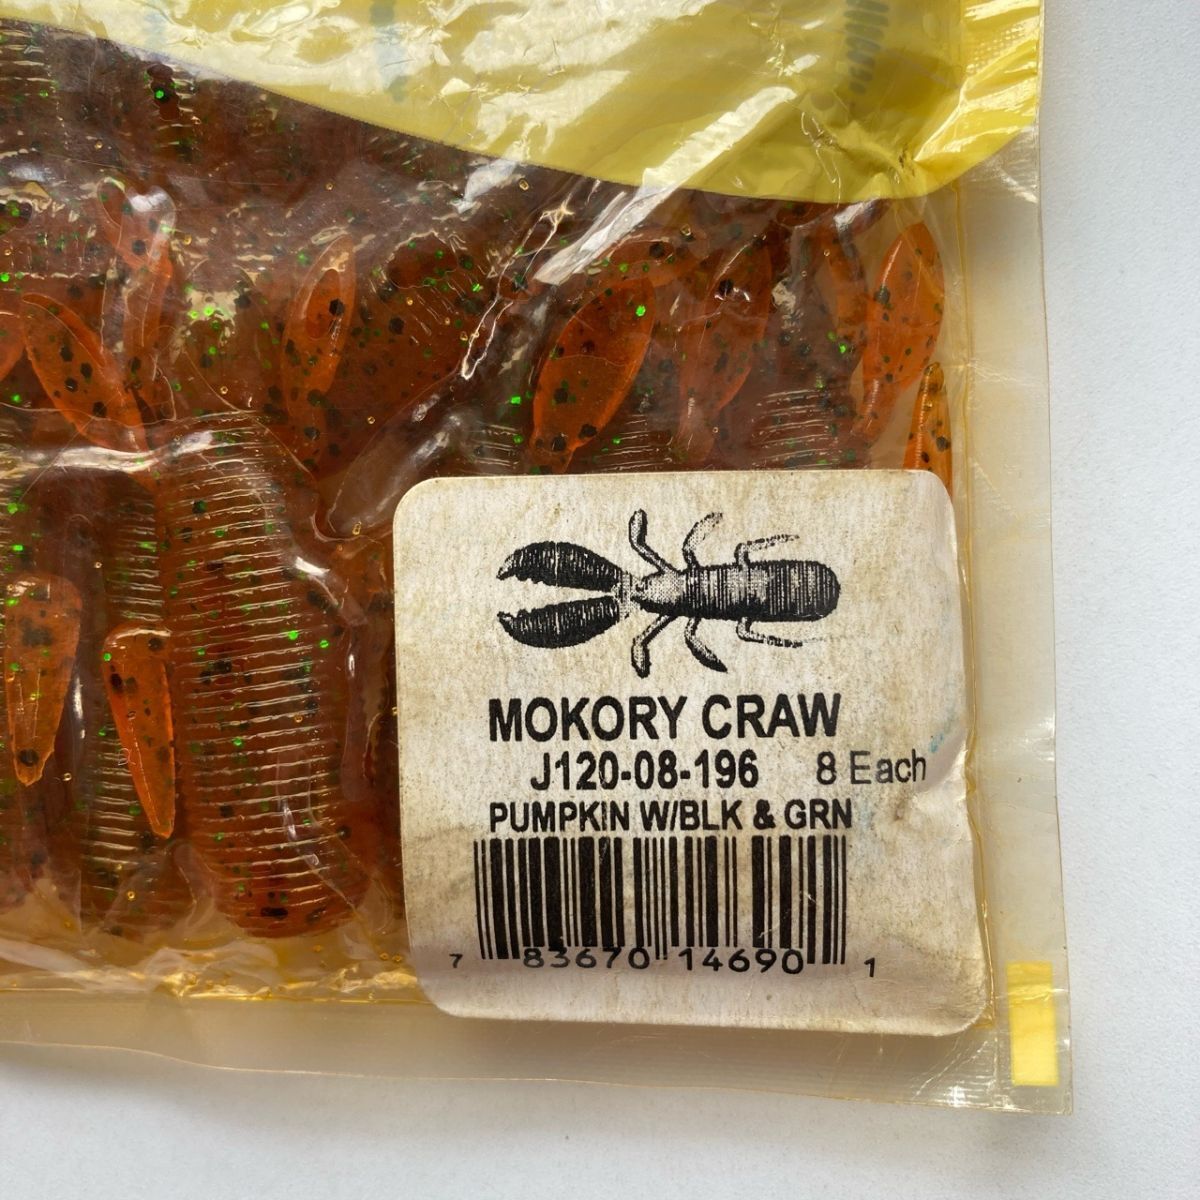 MOKORY CRAW
J120-08-196 8 Each
PUMPKIN W/BLK & GRN
7 83670 14690 1